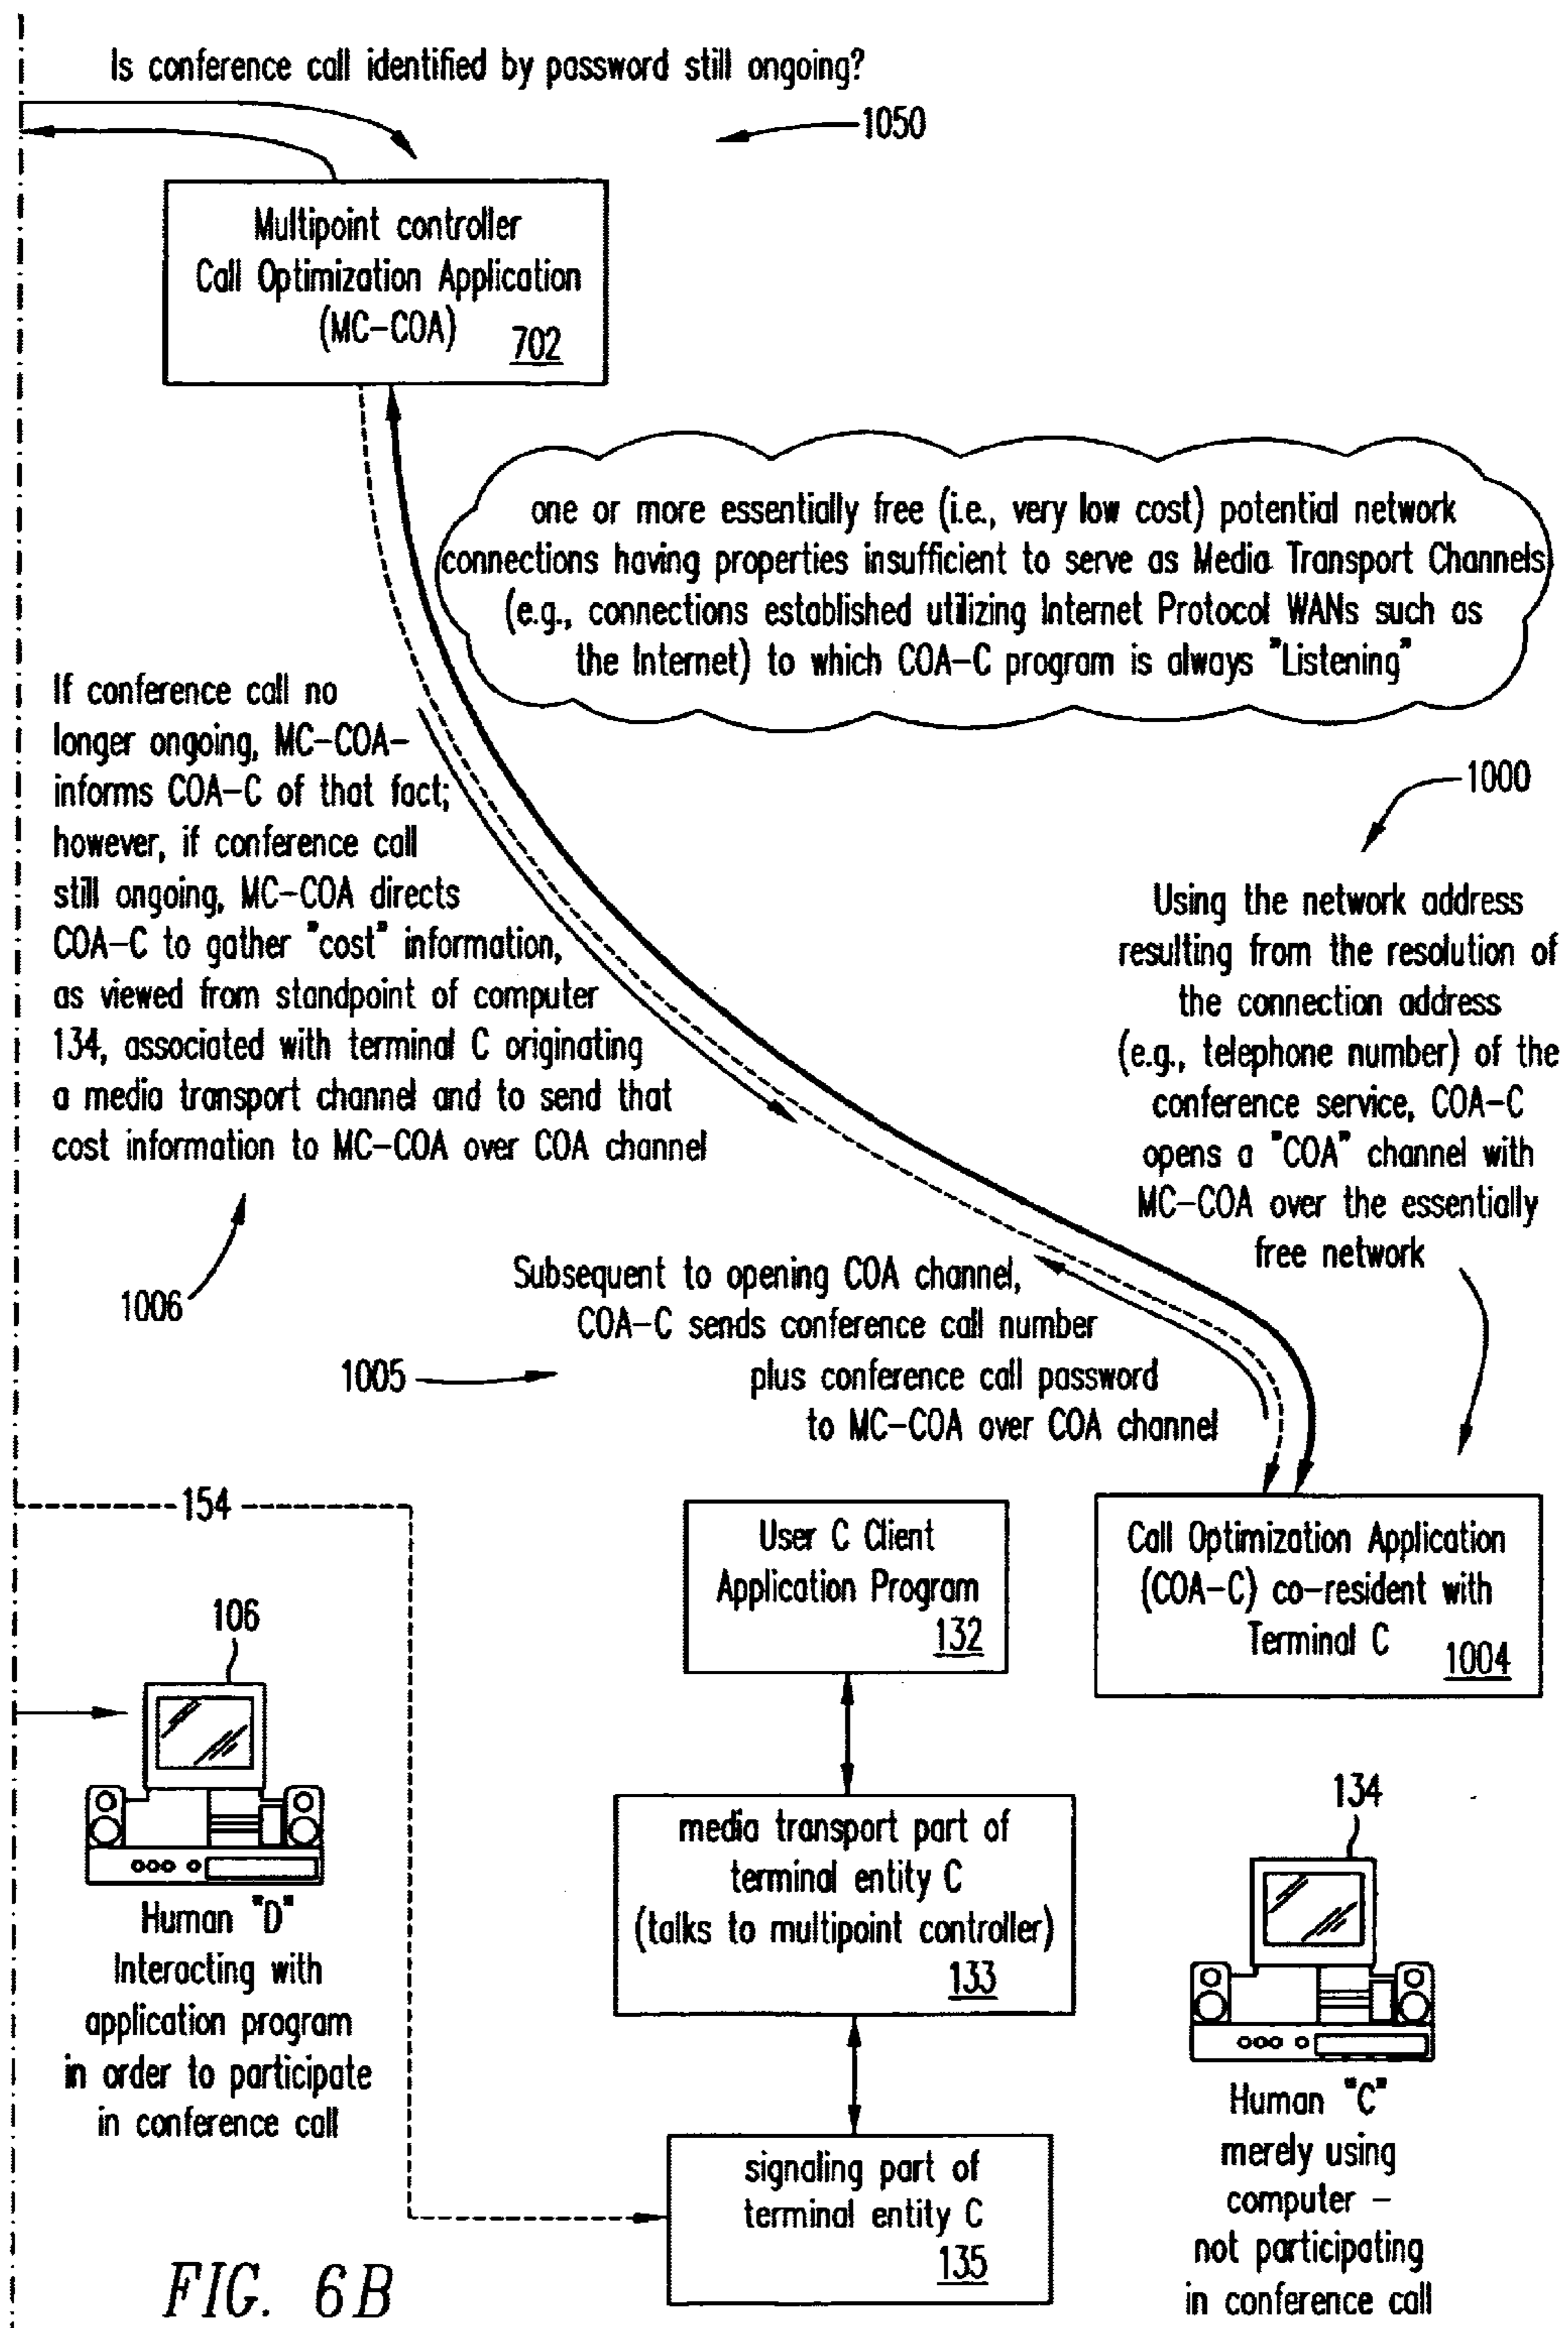 Is conference call identified by password still ongoing?
1050
Multipoint controller
Call Optimization Application
(MC-COA)
702
one or more essentially free (i.e., very low cost) potential network
connections having properties insufficient to serve as Media Transport Channels
(e.g., connections established utilizing Internet Protocol WANs such as
the Internet) to which COA-C program is always "Listening"
If conference call no
longer ongoing, MC-COA-
informs COA-C of that fact;
however, if conference call
still ongoing, MC-COA directs
COA-C to gather "cost" information,
as viewed from standpoint of computer
134, associated with terminal C originating
a media transport channel and to send that
cost information to MC-COA over COA channel
1006
1000
Using the network address
resulting from the resolution of
the connection address
(e.g., telephone number) of the
conference service, COA-C
opens a "COA" channel with
MC-COA over the essentially
free network
Subsequent to opening COA channel,
COA-C sends conference call number
plus conference call password
to MC-COA over COA channel
1005
154
User C Client
Application Program
132
Call Optimization Application
(COA-C) co-resident with
Terminal C
1004
106
Human "D"
Interacting with
application program
in order to participate
in conference call
media transport part of
terminal entity C
(talks to multipoint controller)
133
134
Human "C"
merely using
computer -
not participating
in conference call
signaling part of
terminal entity C
135
FIG. 6B